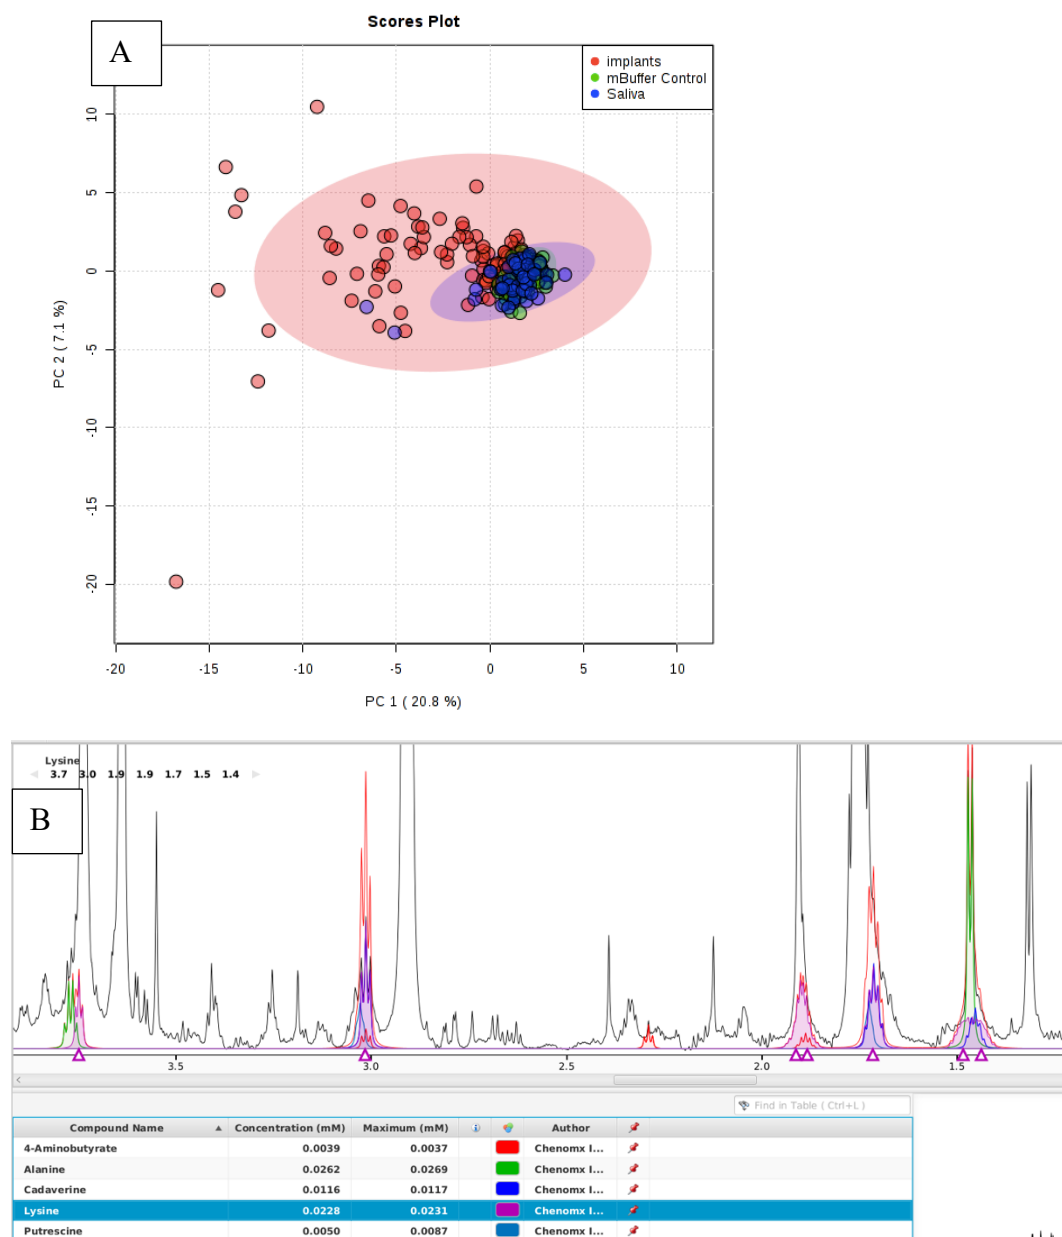 Scores Plot
A
implants
mBuffer Control
Saliva
10
5
0
-5
-10
-15
-20
PC 2 ( 7.1 %)
-20 -15 -10 -5 0 5 10
PC 1 ( 20.8 %)
Lysine
3.7 3.0 1.9 1.9 1.7 1.5 1.4
B
3.5 3.0 2.5 2.0 1.5
Find in Table ( Ctrl+L )
Compound Name Concentration (mM) Maximum (mM) Author
4-Aminobutyrate 0.0039 0.0037 Chenomx I...
Alanine 0.0262 0.0269 Chenomx I...
Cadaverine 0.0116 0.0117 Chenomx I...
Lysine 0.0228 0.0231 Chenomx I...
Putrescine 0.0050 0.0087 Chenomx I...